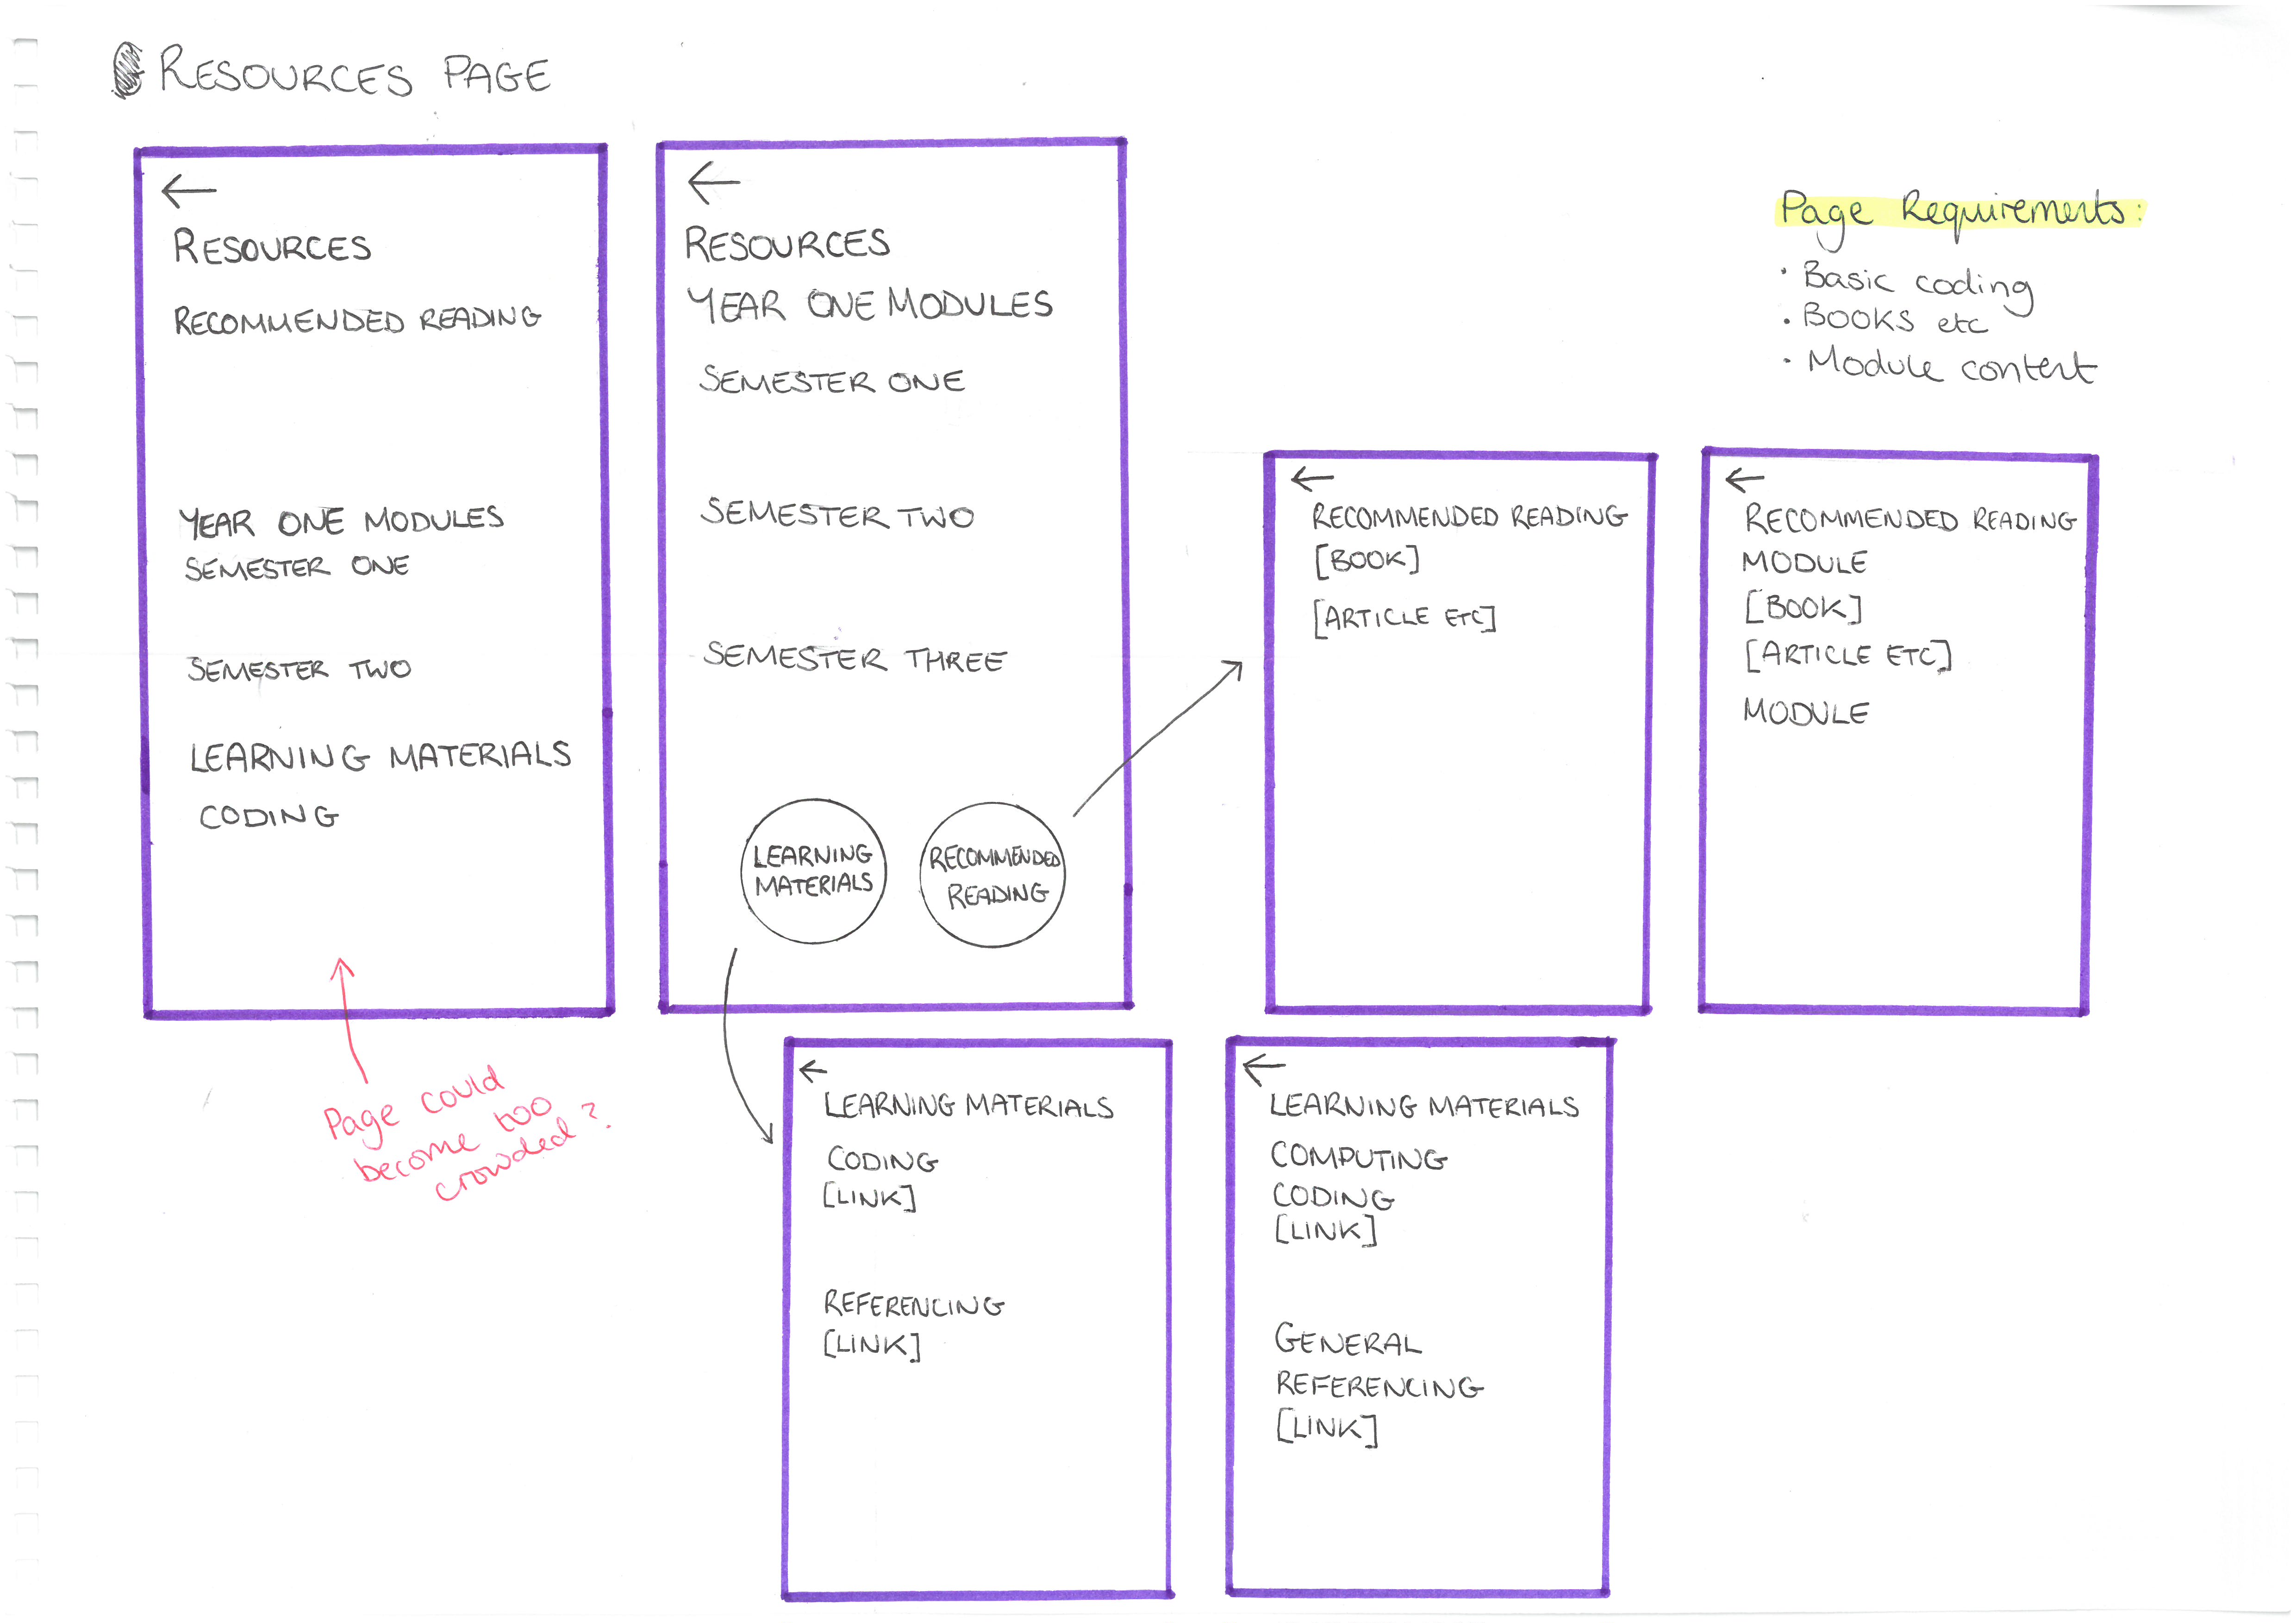 RESOURCES PAGE
RESOURCES
RECOMMENDED READING
YEAR ONE MODULES
SEMESTER ONE
SEMESTER TWO
LEARNING MATERIALS
CODING
Page could
become too
crowded?
RESOURCES
YEAR ONE MODULES
SEMESTER ONE
SEMESTER TWO
SEMESTER THREE
LEARNING
MATERIALS
RECOMMENDED
READING
Page Requirements:
· Basic coding
· BOOKS etc
· Module content
RECOMMENDED READING
[BOOK]
[ARTICLE ETC]
RECOMMENDED READING
MODULE
[BOOK]
[ARTICLE ETC]
MODULE
LEARNING MATERIALS
CODING
[LINK]
REFERENCING
[LINK]
LEARNING MATERIALS
COMPUTING
CODING
[LINK]
GENERAL
REFERENCING
[LINK]